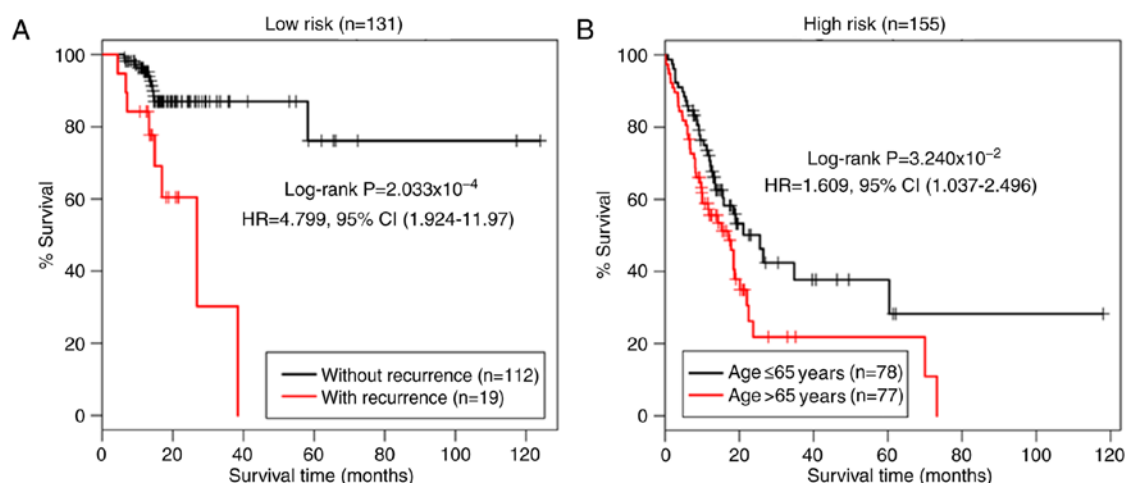 A
Low risk (n=131)
% Survival
100
80
60
40
20
0
Log-rank P=2.033x10⁻⁴
HR=4.799, 95% CI (1.924-11.97)
Without recurrence (n=112)
With recurrence (n=19)
0 20 40 60 80 100 120
Survival time (months)
B
High risk (n=155)
% Survival
100
80
60
40
20
0
Log-rank P=3.240x10⁻²
HR=1.609, 95% CI (1.037-2.496)
Age ≤65 years (n=78)
Age >65 years (n=77)
0 20 40 60 80 100 120
Survival time (months)